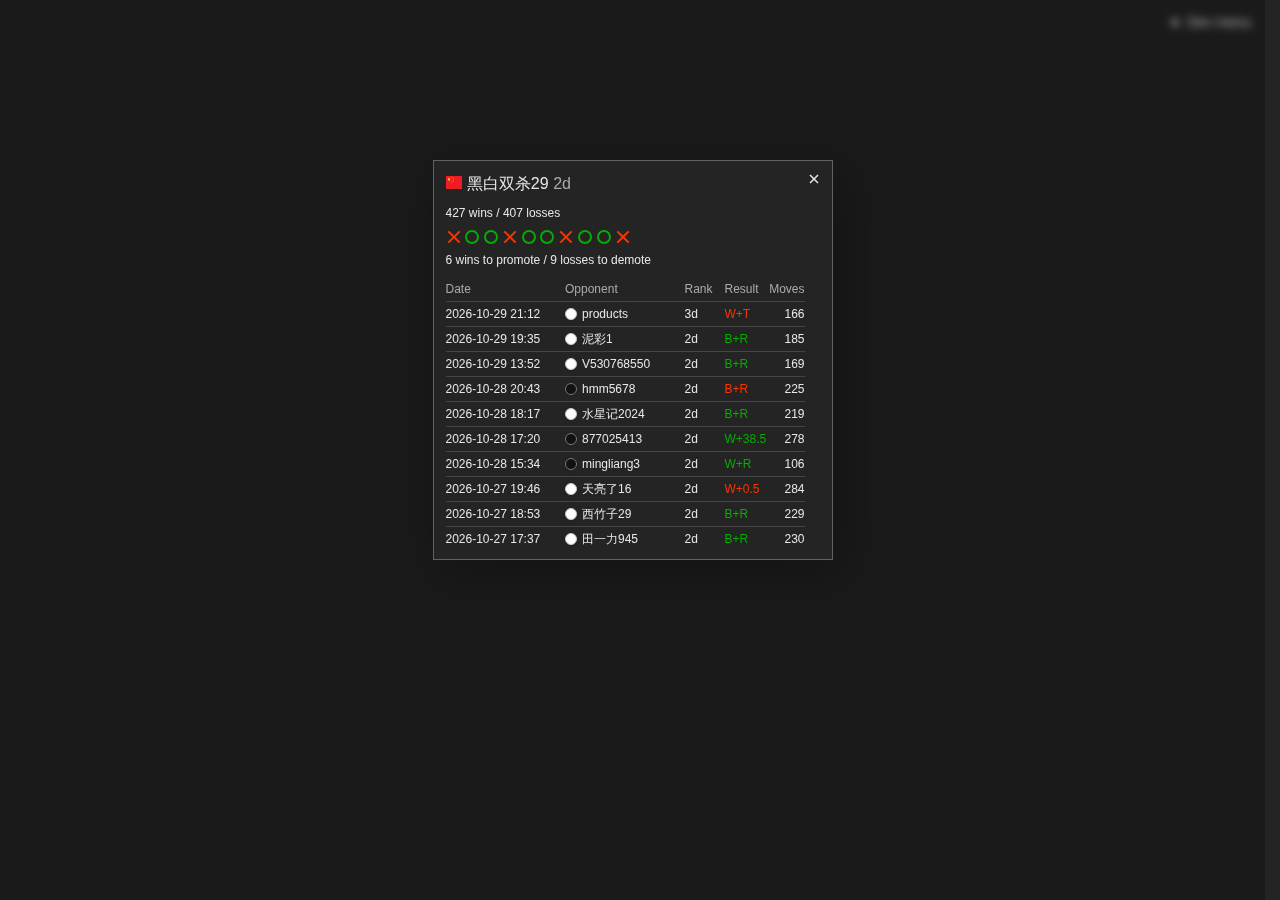 黑白双杀29 2d
427 wins / 407 losses
6 wins to promote / 9 losses to demote
Date Opponent Rank Result Moves
2026-10-29 21:12 products 3d W+T 166
2026-10-29 19:35 泥彩1 2d B+R 185
2026-10-29 13:52 V530768550 2d B+R 169
2026-10-28 20:43 hmm5678 2d B+R 225
2026-10-28 18:17 水星记2024 2d B+R 219
2026-10-28 17:20 877025413 2d W+38.5 278
2026-10-28 15:34 mingliang3 2d W+R 106
2026-10-27 19:46 天亮了16 2d W+0.5 284
2026-10-27 18:53 西竹子29 2d B+R 229
2026-10-27 17:37 田一力945 2d B+R 230